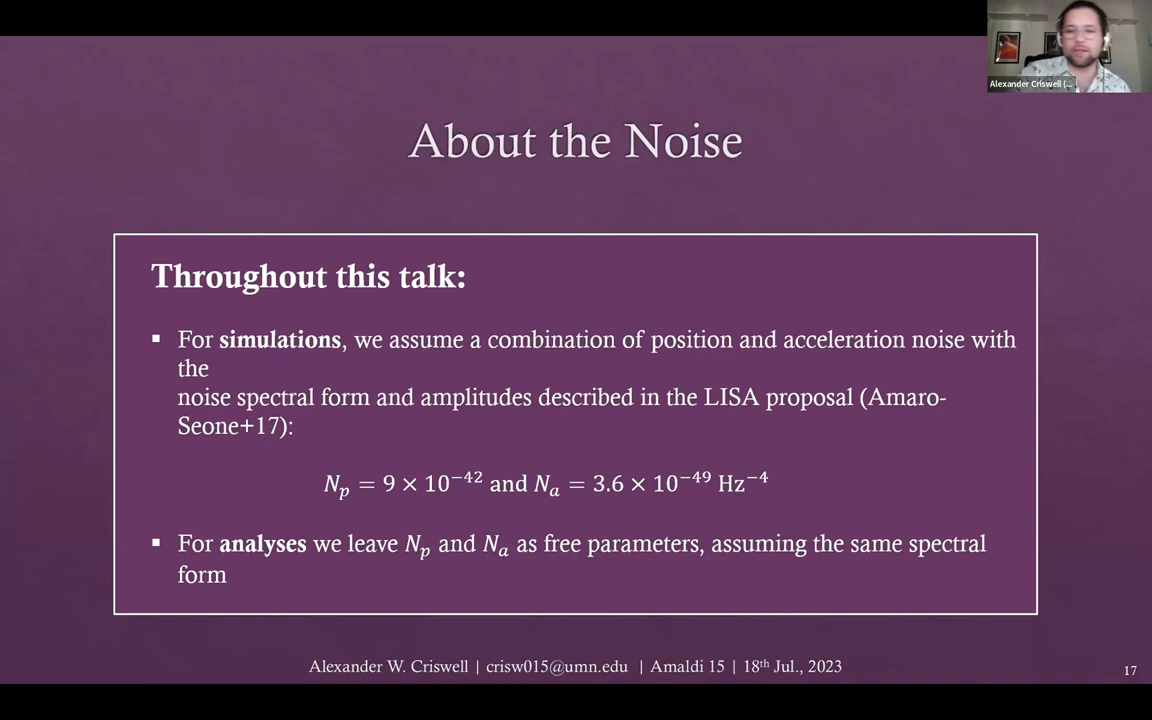 Alexander Criswell (...
About the Noise
Throughout this talk:
▪ For simulations, we assume a combination of position and acceleration noise with
the
noise spectral form and amplitudes described in the LISA proposal (Amaro-
Seone+17):
𝑁𝑝 = 9 × 10⁻⁴² and 𝑁𝑎 = 3.6 × 10⁻⁴⁹ Hz⁻⁴
▪ For analyses we leave 𝑁𝑝 and 𝑁𝑎 as free parameters, assuming the same spectral
form
Alexander W. Criswell | crisw015@umn.edu | Amaldi 15 | 18th Jul., 2023
17